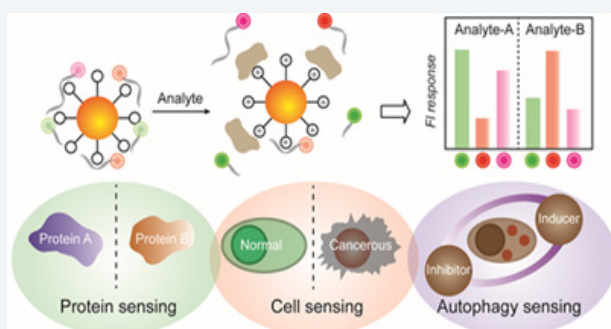 Analyte
FI response
Analyte-A
Analyte-B
Protein A
Protein B
Protein sensing
Normal
Cancerous
Cell sensing
Inducer
Inhibitor
Autophagy sensing